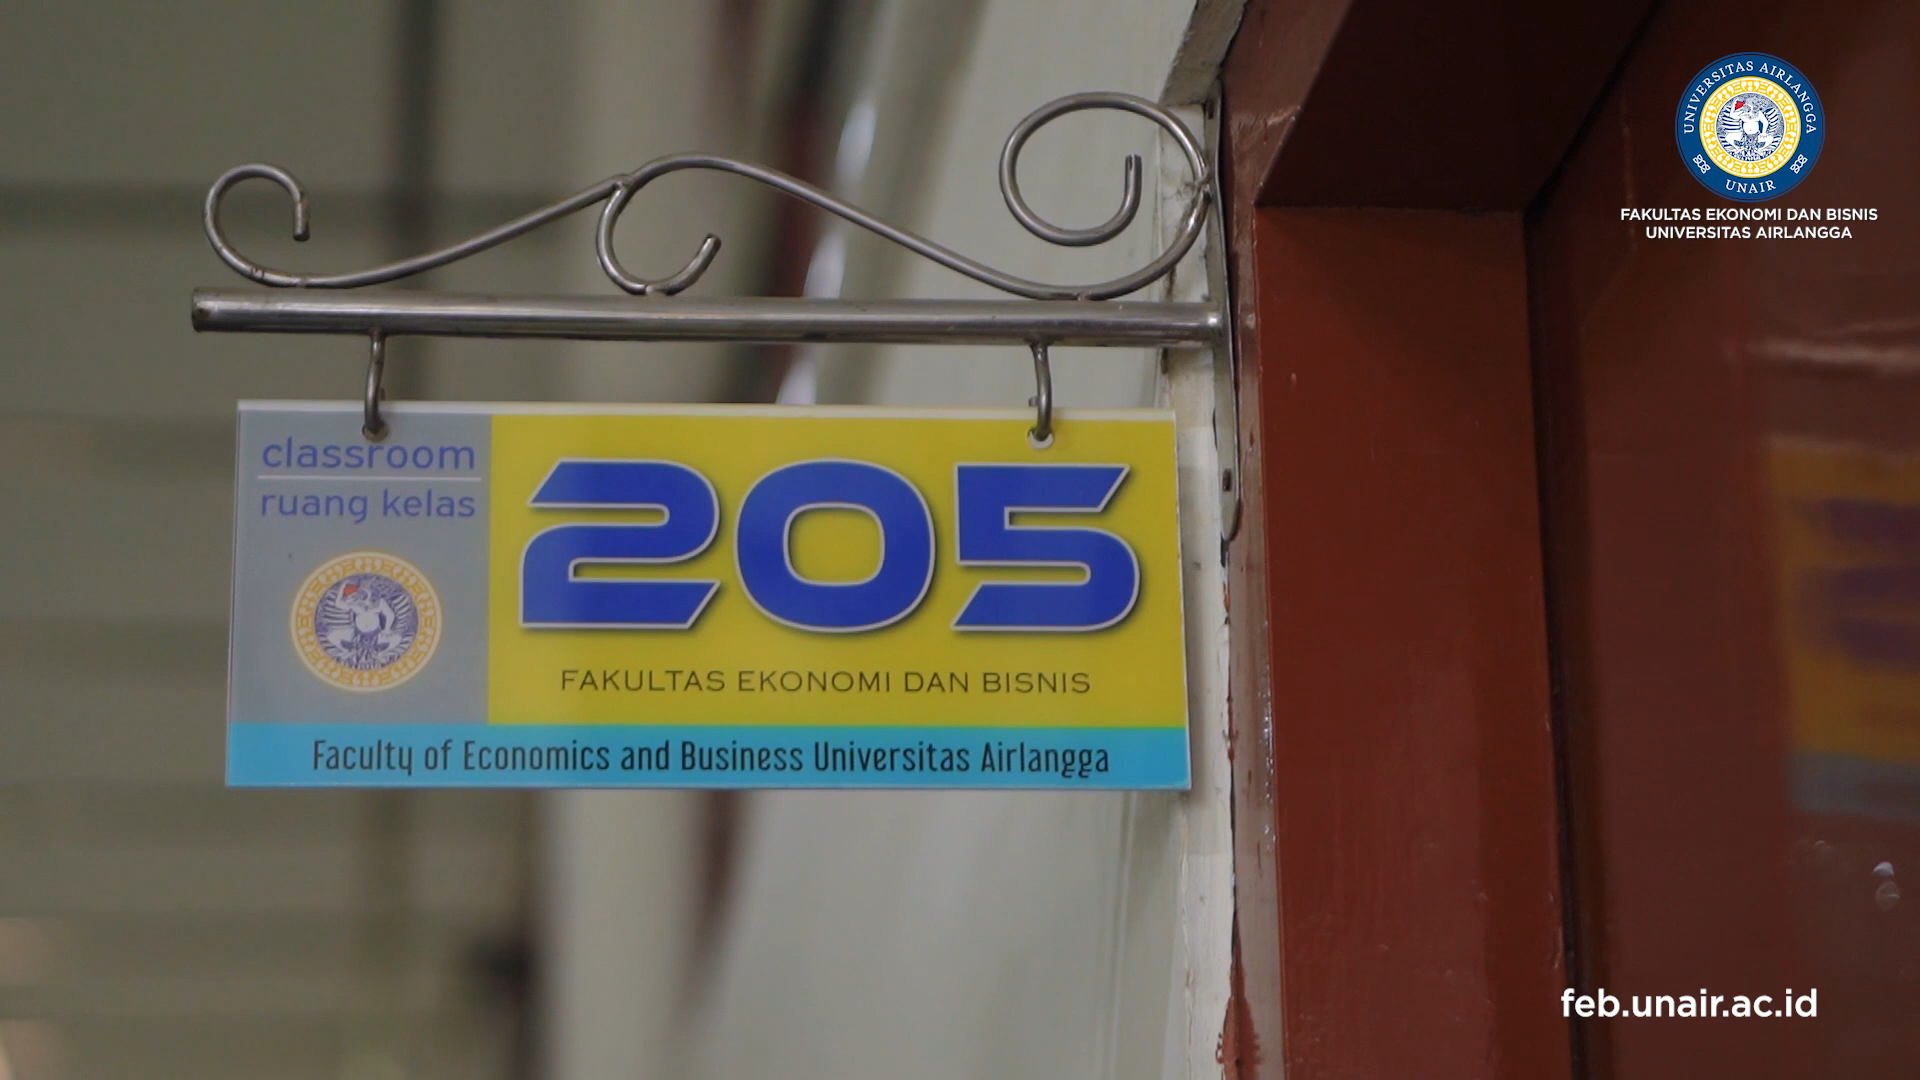 classroom
ruang kelas
205
FAKULTAS EKONOMI DAN BISNIS
Faculty of Economics and Business Universitas Airlangga
UNIVERSITAS AIRLANGGA
UNAIR
FAKULTAS EKONOMI DAN BISNIS
UNIVERSITAS AIRLANGGA
feb.unair.ac.id